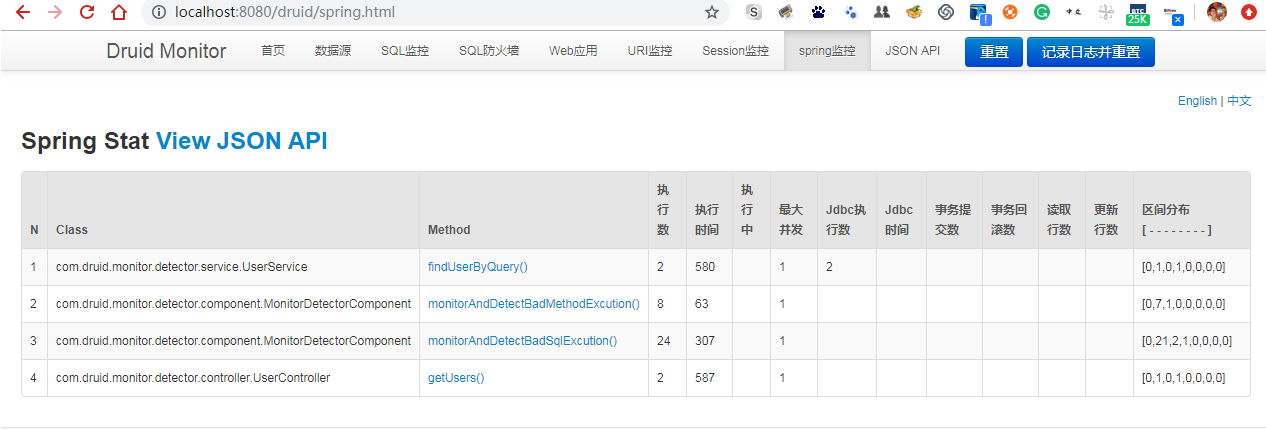 localhost:8080/druid/spring.html
25K
Druid Monitor 首页 数据源 SQL监控 SQL防火墙 Web应用 URI监控 Session监控 spring监控 JSON API 重置 记录日志并重置
English | 中文
Spring Stat View JSON API
N Class Method 执行数 执行时间 执行中 最大并发 Jdbc执行数 Jdbc时间 事务提交数 事务回滚数 读取行数 更新行数 区间分布 [ - - - - - - - - ]
1 com.druid.monitor.detector.service.UserService findUserByQuery() 2 580 1 2 [0,1,0,1,0,0,0,0]
2 com.druid.monitor.detector.component.MonitorDetectorComponent monitorAndDetectBadMethodExcution() 8 63 1 [0,7,1,0,0,0,0,0]
3 com.druid.monitor.detector.component.MonitorDetectorComponent monitorAndDetectBadSqlExcution() 24 307 1 [0,21,2,1,0,0,0,0]
4 com.druid.monitor.detector.controller.UserController getUsers() 2 587 1 [0,1,0,1,0,0,0,0]